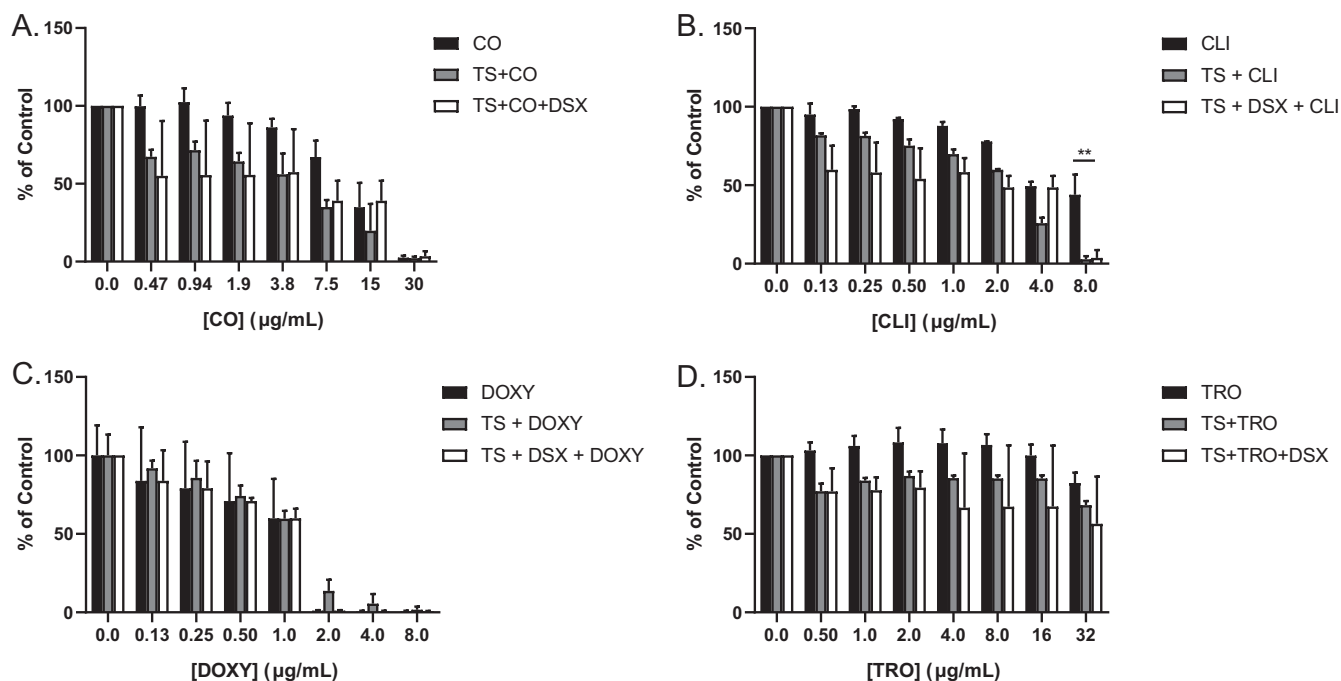 A.
150
100
50
0
% of Control
CO
TS+CO
TS+CO+DSX
0.0 0.47 0.94 1.9 3.8 7.5 15 30
[CO] (µg/mL)
B.
150
100
50
0
% of Control
CLI
TS + CLI
TS + DSX + CLI
**
0.0 0.13 0.25 0.50 1.0 2.0 4.0 8.0
[CLI] (µg/mL)
C.
150
100
50
0
% of Control
DOXY
TS + DOXY
TS + DSX + DOXY
0.0 0.13 0.25 0.50 1.0 2.0 4.0 8.0
[DOXY] (µg/mL)
D.
150
100
50
0
% of Control
TRO
TS+TRO
TS+TRO+DSX
0.0 0.50 1.0 2.0 4.0 8.0 16 32
[TRO] (µg/mL)